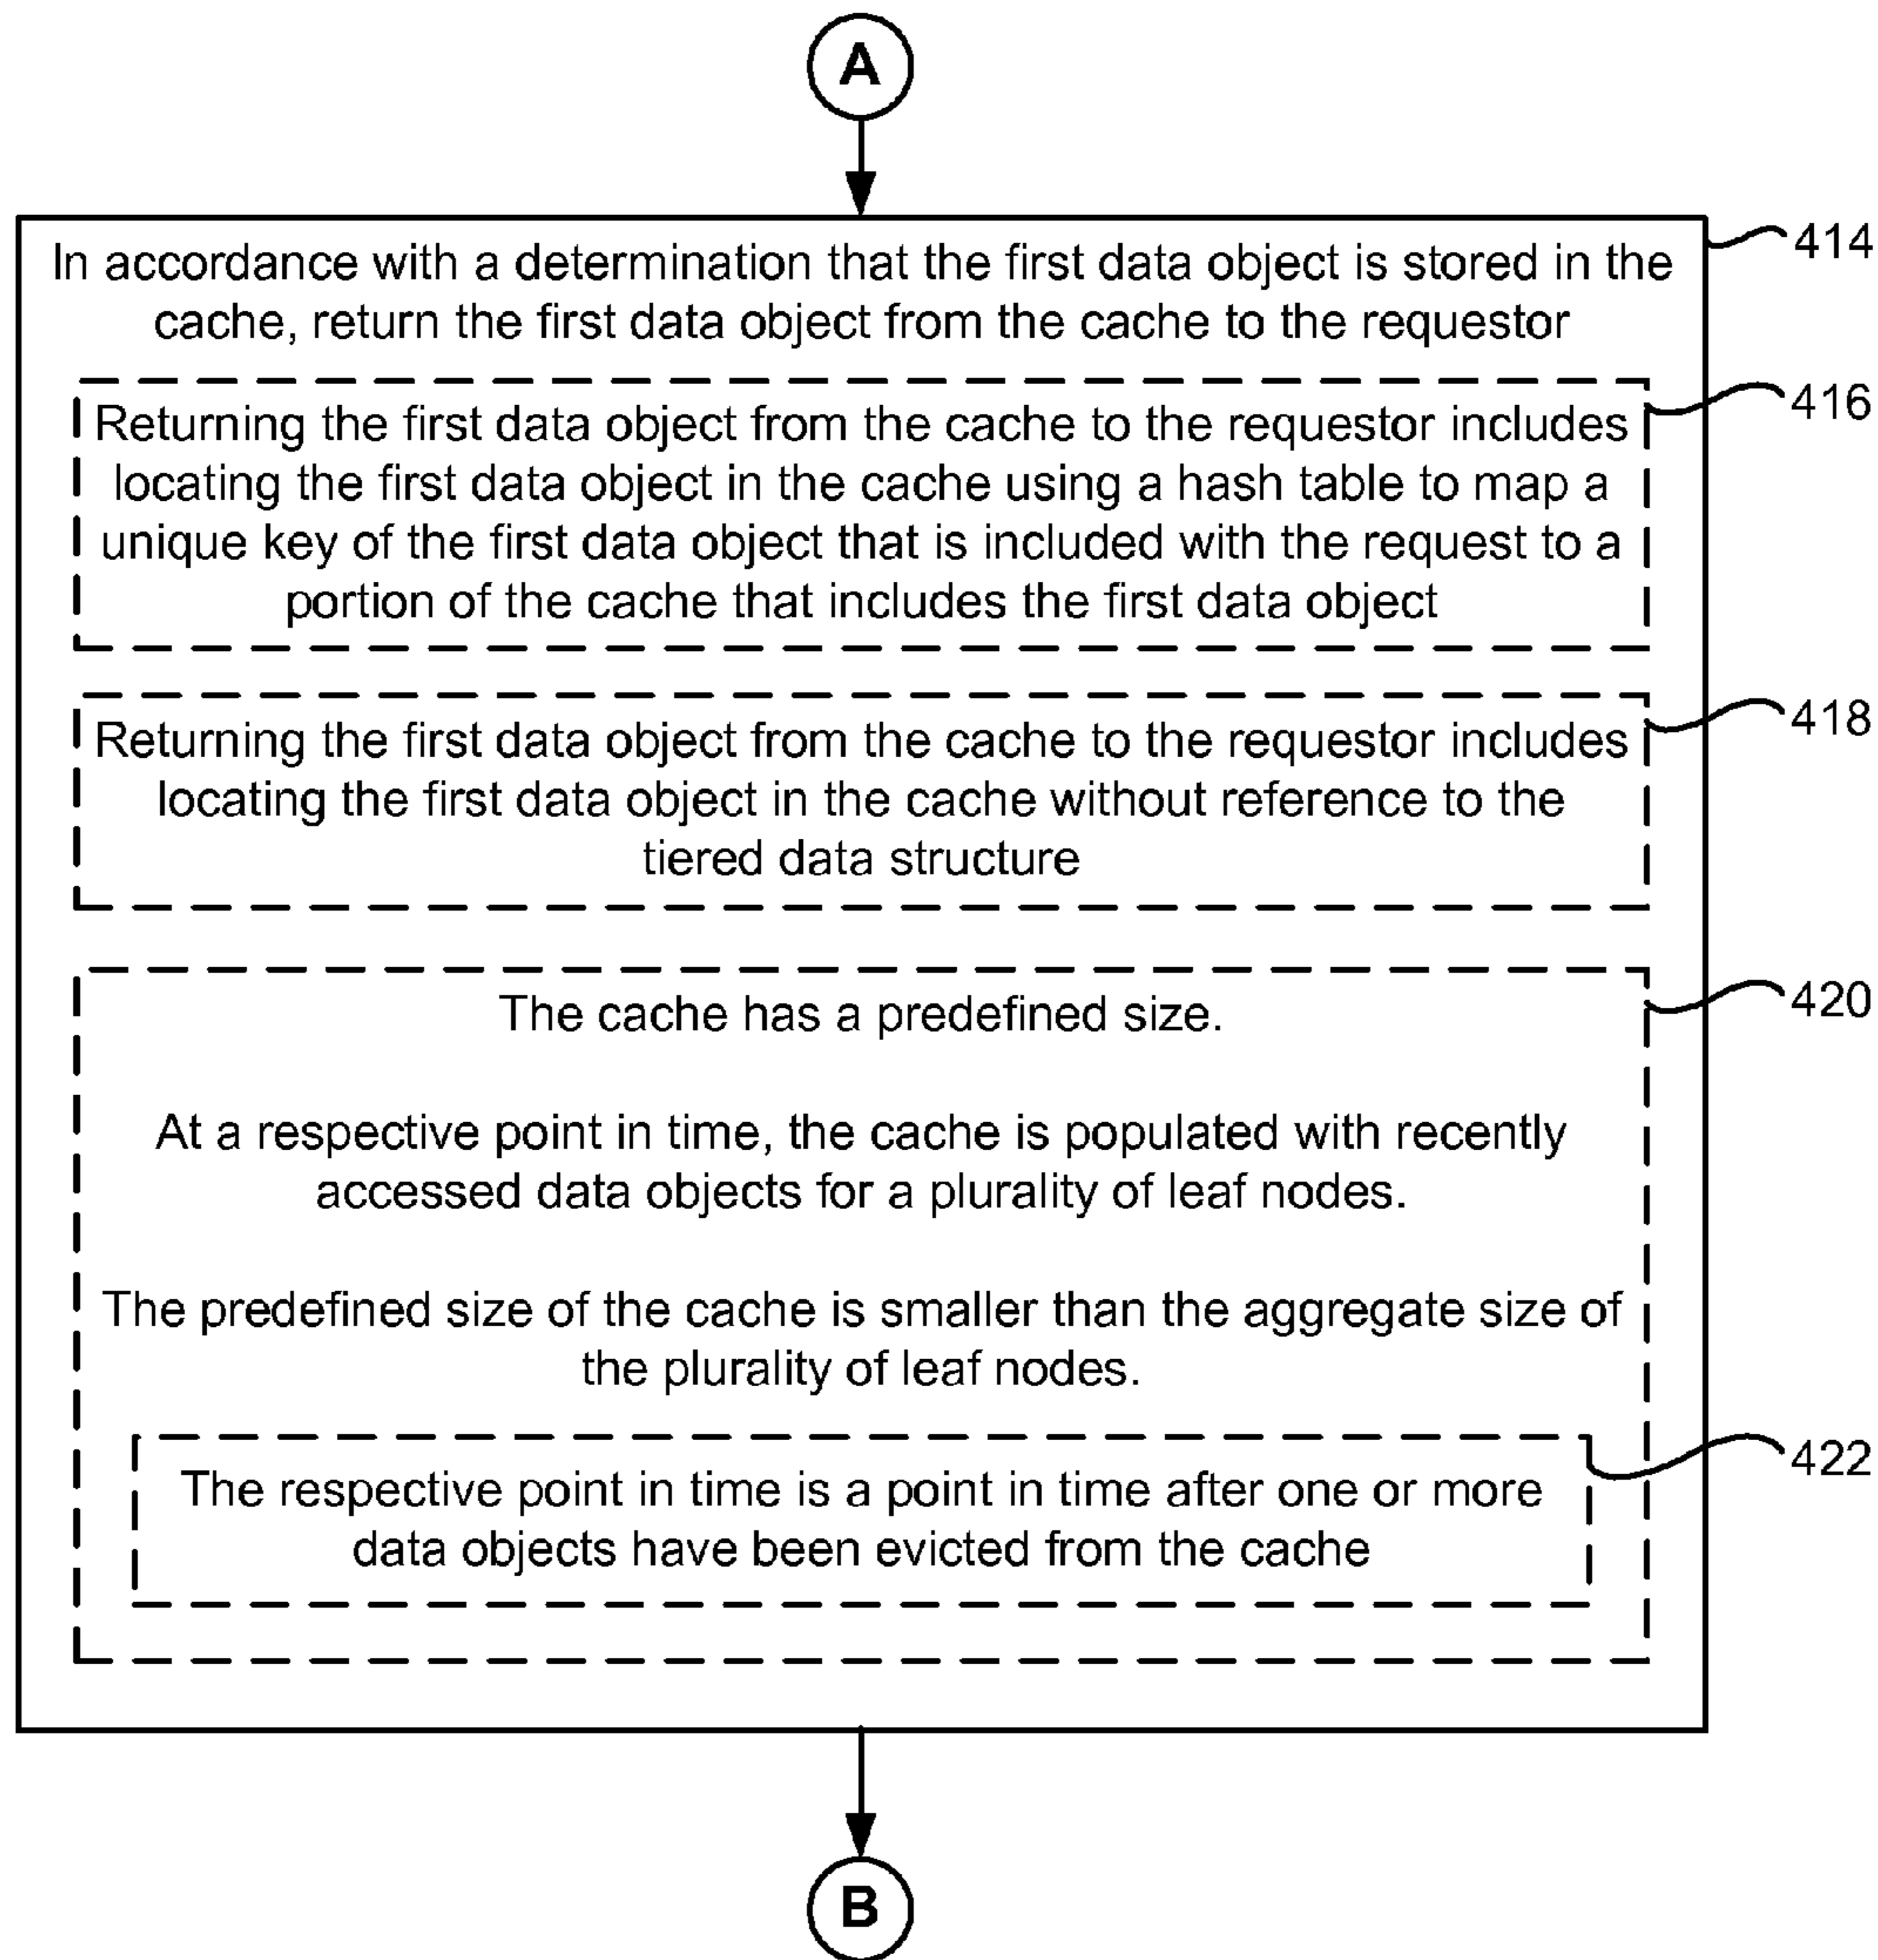 A
In accordance with a determination that the first data object is stored in the
cache, return the first data object from the cache to the requestor
414
Returning the first data object from the cache to the requestor includes
locating the first data object in the cache using a hash table to map a
unique key of the first data object that is included with the request to a
portion of the cache that includes the first data object
416
Returning the first data object from the cache to the requestor includes
locating the first data object in the cache without reference to the
tiered data structure
418
The cache has a predefined size.
At a respective point in time, the cache is populated with recently
accessed data objects for a plurality of leaf nodes.
The predefined size of the cache is smaller than the aggregate size of
the plurality of leaf nodes.
420
The respective point in time is a point in time after one or more
data objects have been evicted from the cache
422
B